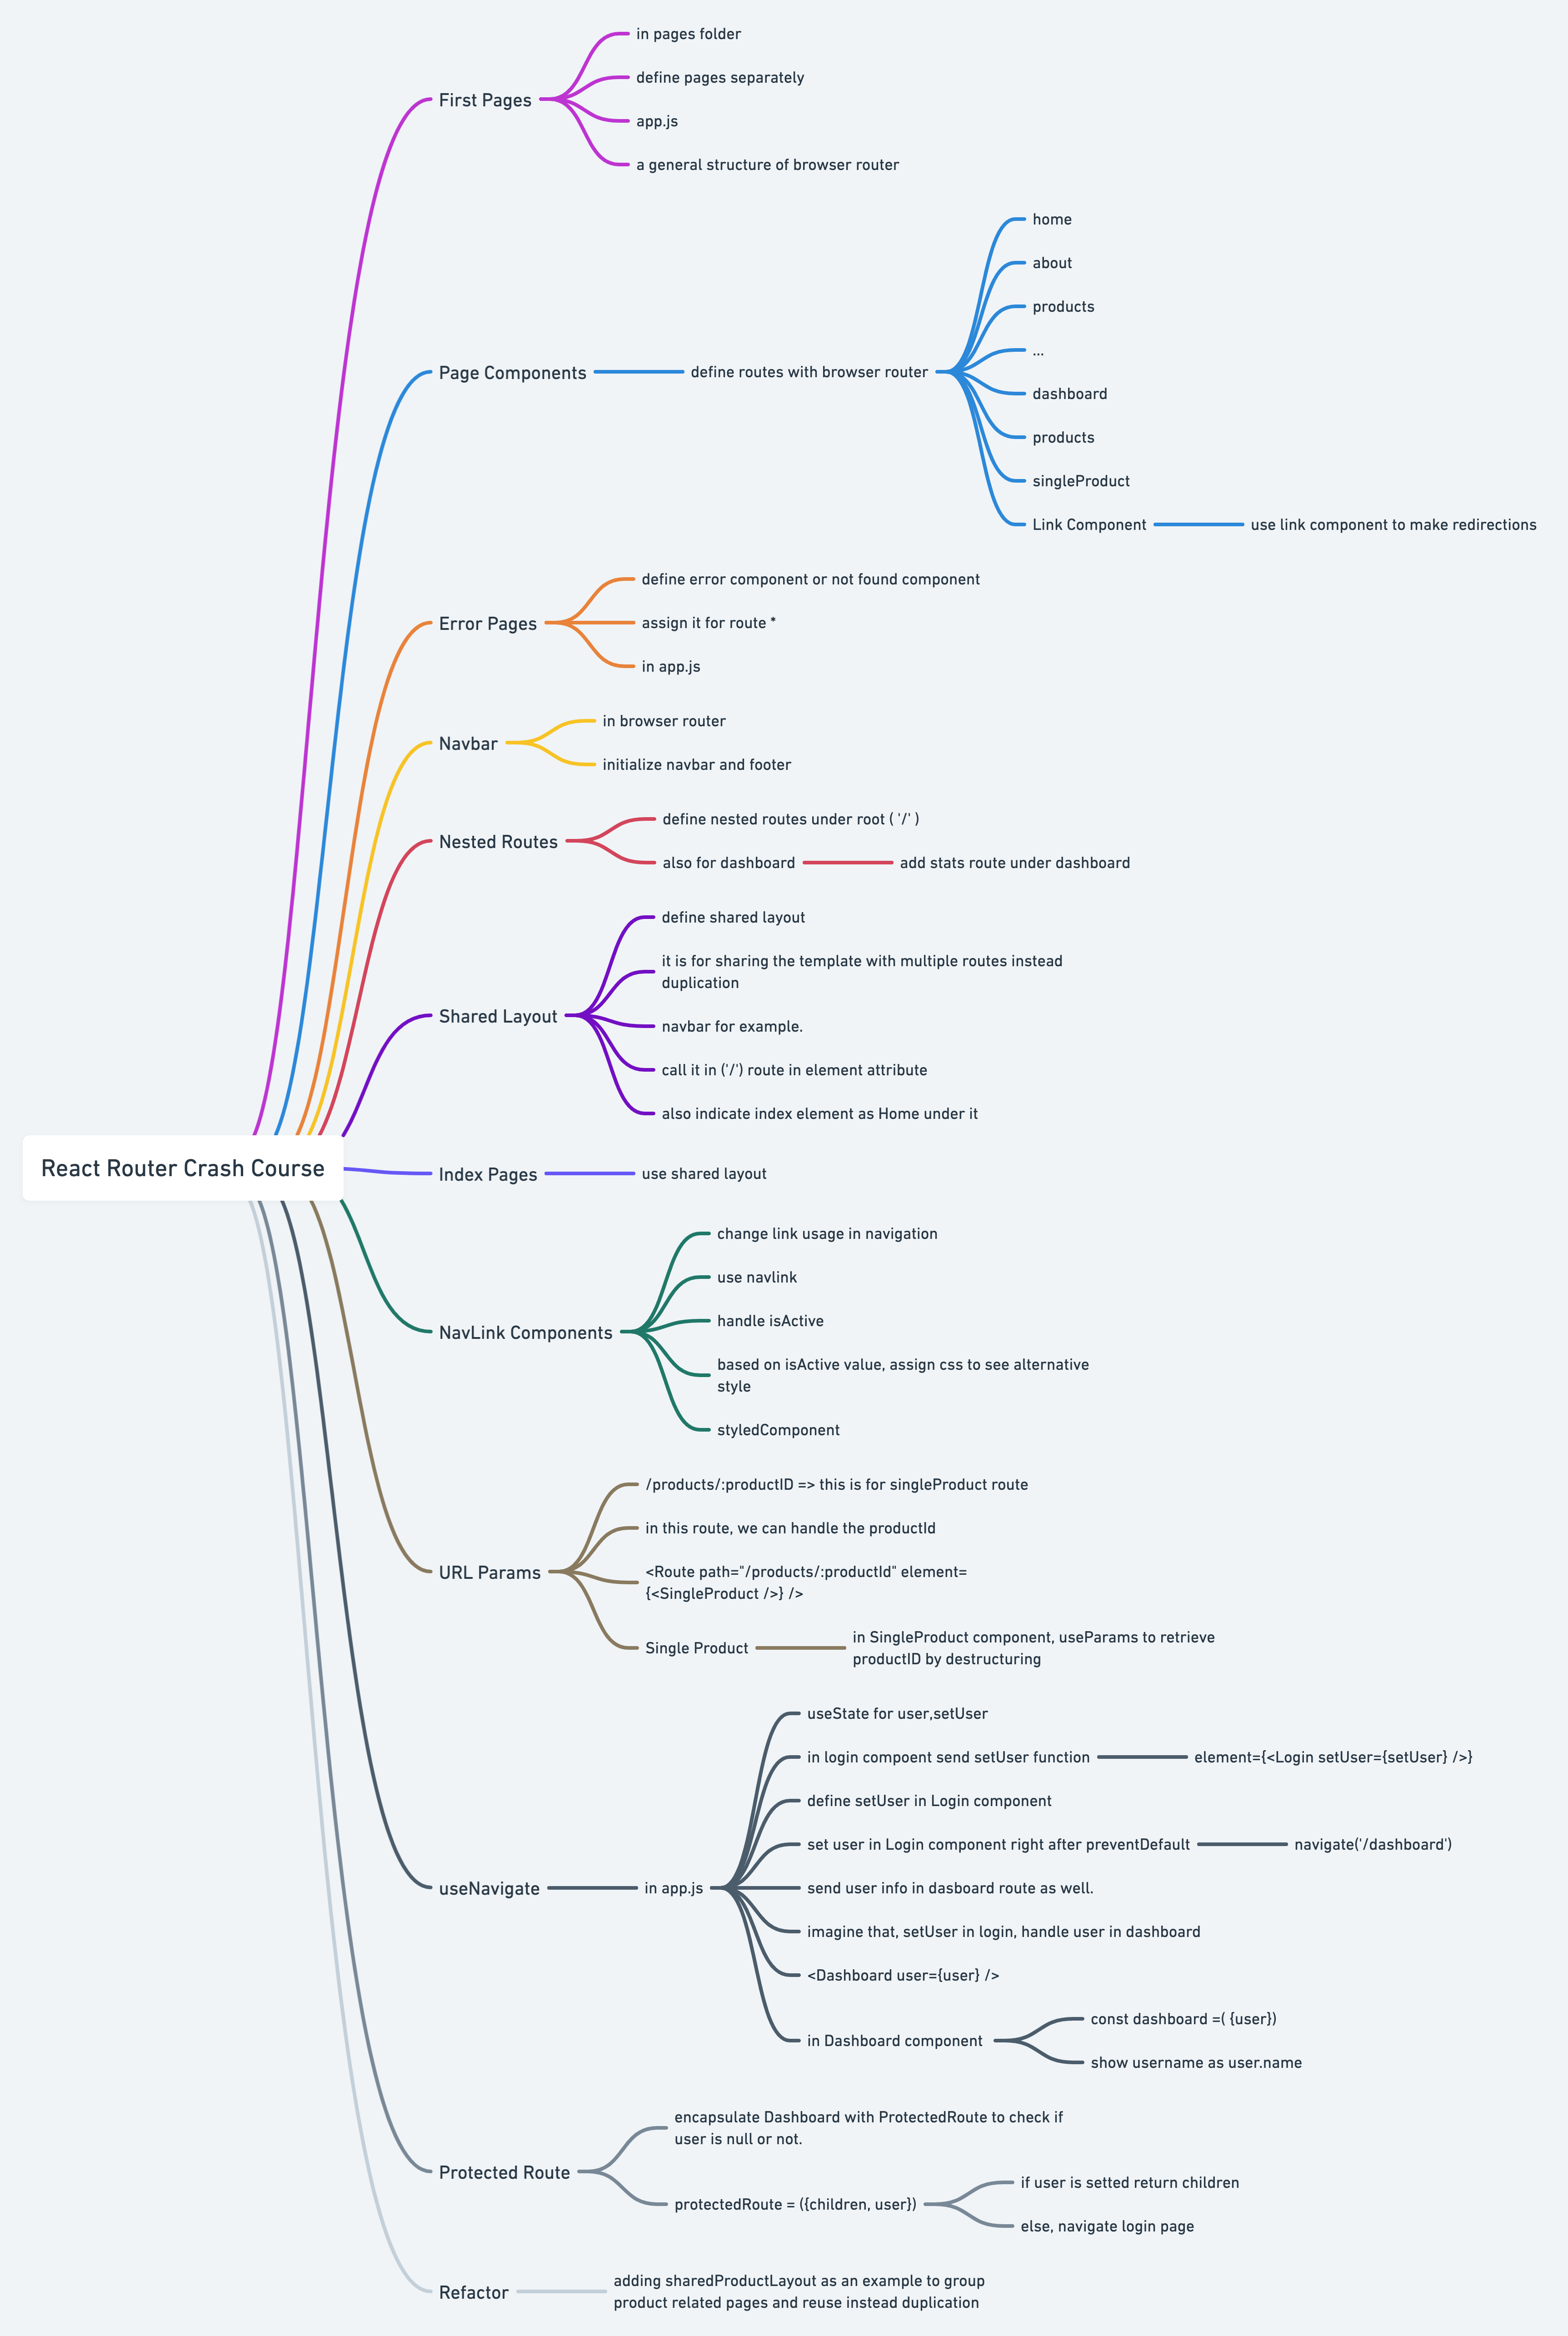 React Router Crash Course
First Pages
in pages folder
define pages separately
app.js
a general structure of browser router
Page Components
define routes with browser router
home
about
products
...
dashboard
products
singleProduct
Link Component
use link component to make redirections
Error Pages
define error component or not found component
assign it for route *
in app.js
Navbar
in browser router
initialize navbar and footer
Nested Routes
define nested routes under root ( '/' )
also for dashboard
add stats route under dashboard
Shared Layout
define shared layout
it is for sharing the template with multiple routes instead
duplication
navbar for example.
call it in ('/') route in element attribute
also indicate index element as Home under it
Index Pages
use shared layout
NavLink Components
change link usage in navigation
use navlink
handle isActive
based on isActive value, assign css to see alternative
style
styledComponent
URL Params
/products/:productID => this is for singleProduct route
in this route, we can handle the productId
<Route path="/products/:productId" element=
{<SingleProduct />} />
Single Product
in SingleProduct component, useParams to retrieve
productID by destructuring
useNavigate
in app.js
useState for user,setUser
in login compoent send setUser function
element={<Login setUser={setUser} />}
define setUser in Login component
set user in Login component right after preventDefault
navigate('/dashboard')
send user info in dasboard route as well.
imagine that, setUser in login, handle user in dashboard
<Dashboard user={user} />
in Dashboard component
const dashboard =( {user})
show username as user.name
Protected Route
encapsulate Dashboard with ProtectedRoute to check if
user is null or not.
protectedRoute = ({children, user})
if user is setted return children
else, navigate login page
Refactor
adding sharedProductLayout as an example to group
product related pages and reuse instead duplication